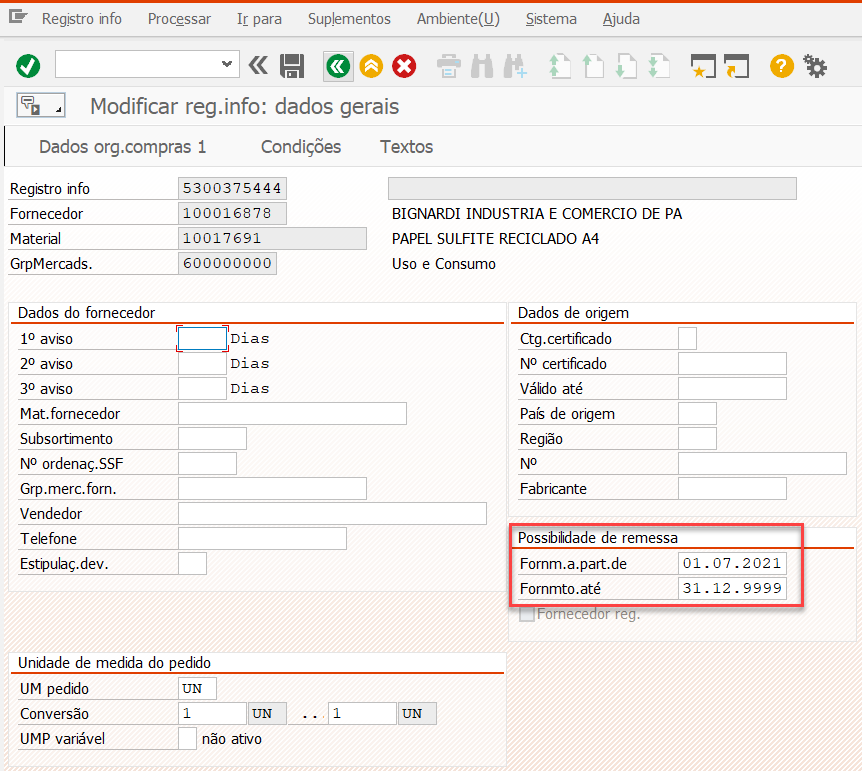 Registro info Processar Ir para Suplementos Ambiente(U) Sistema Ajuda
Modificar reg.info: dados gerais
Dados org.compras 1 Condições Textos
Registro info 5300375444
Fornecedor 100016878 BIGNARDI INDUSTRIA E COMERCIO DE PA
Material 10017691 PAPEL SULFITE RECICLADO A4
GrpMercads. 600000000 Uso e Consumo
Dados do fornecedor
1º aviso Dias
2º aviso Dias
3º aviso Dias
Mat.fornecedor
Subsortimento
Nº ordenaç.SSF
Grp.merc.forn.
Vendedor
Telefone
Estipulaç.dev.
Dados de origem
Ctg.certificado
Nº certificado
Válido até
País de origem
Região
Nº
Fabricante
Possibilidade de remessa
Fornm.a.part.de 01.07.2021
Fornmto.até 31.12.9999
Fornecedor reg.
Unidade de medida do pedido
UM pedido UN
Conversão 1 UN ... 1 UN
UMP variável não ativo